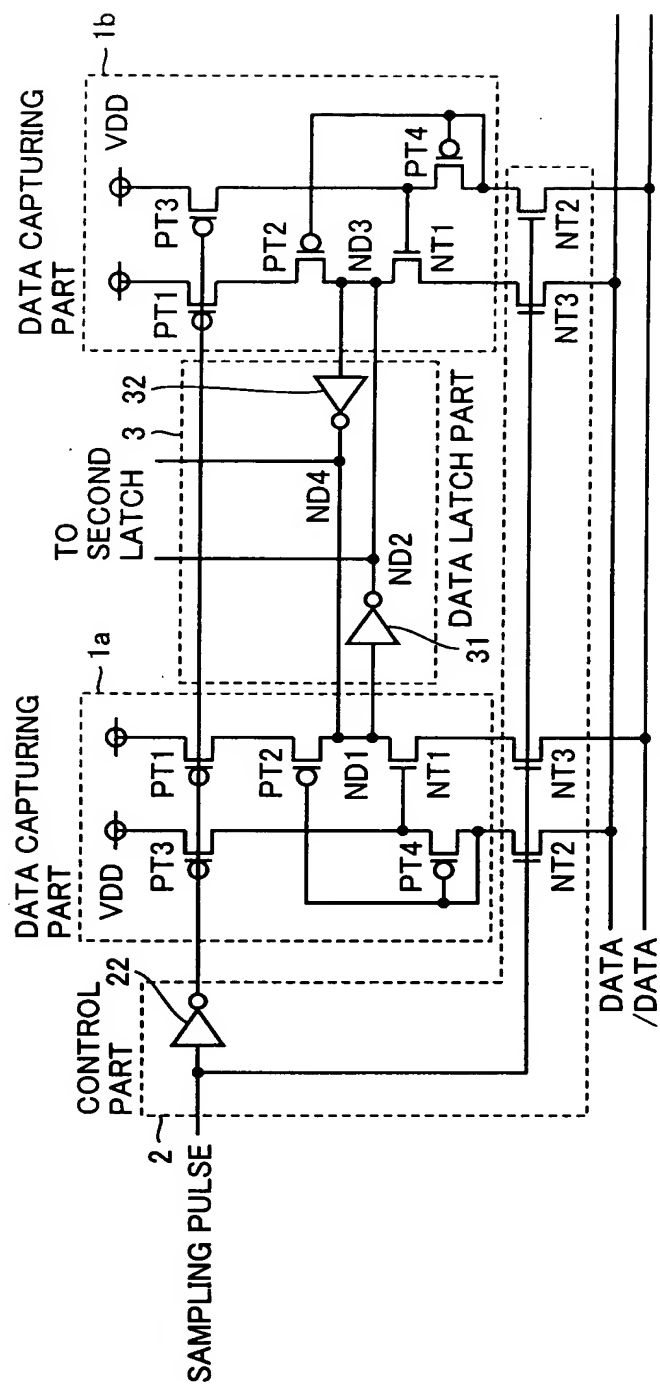 DATA CAPTURING
PART
1a
TO
SECOND
LATCH
3
32
DATA CAPTURING
PART
1b
VDD
VDD
CONTROL
PART
22
2
SAMPLING PULSE
PT3
PT1
PT1
PT3
PT2
PT2
ND4
ND3
ND1
ND2
PT4
PT4
NT1
NT1
31
DATA LATCH PART
NT2
NT3
NT3
NT2
DATA
/DATA